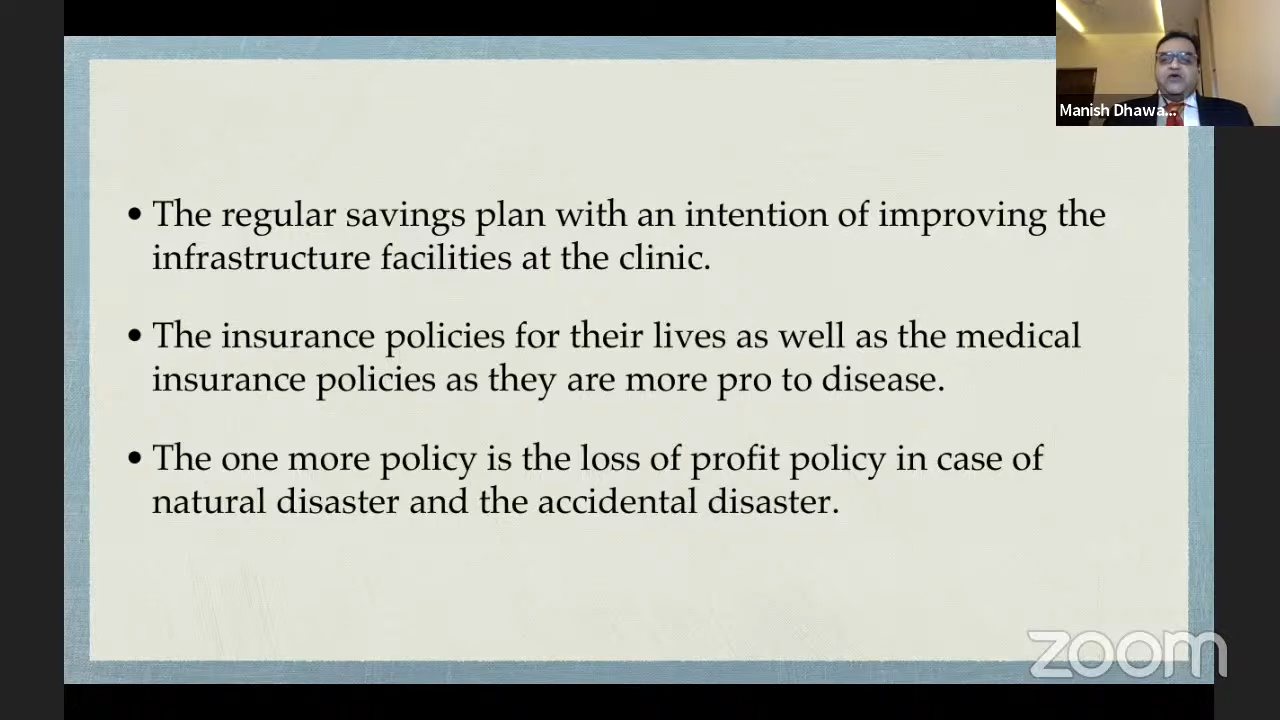 Manish Dhawa...
• The regular savings plan with an intention of improving the
infrastructure facilities at the clinic.
• The insurance policies for their lives as well as the medical
insurance policies as they are more pro to disease.
• The one more policy is the loss of profit policy in case of
natural disaster and the accidental disaster.
zoom